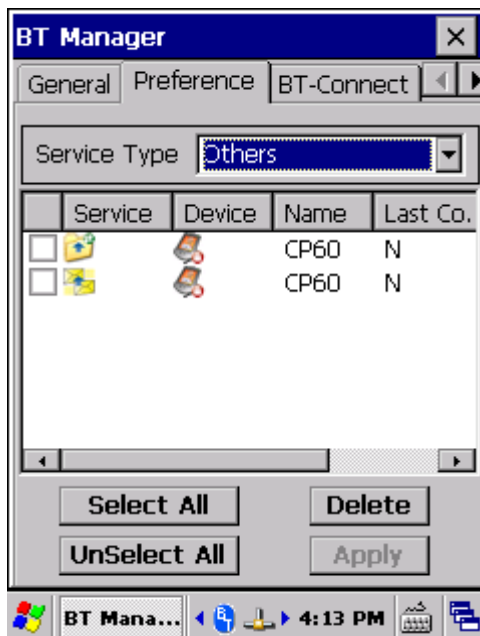 BT Manager
General Preference BT-Connect
Service Type Others
Service Device Name Last Co.
CP60 N
CP60 N
Select All Delete
UnSelect All Apply
BT Mana... 4:13 PM